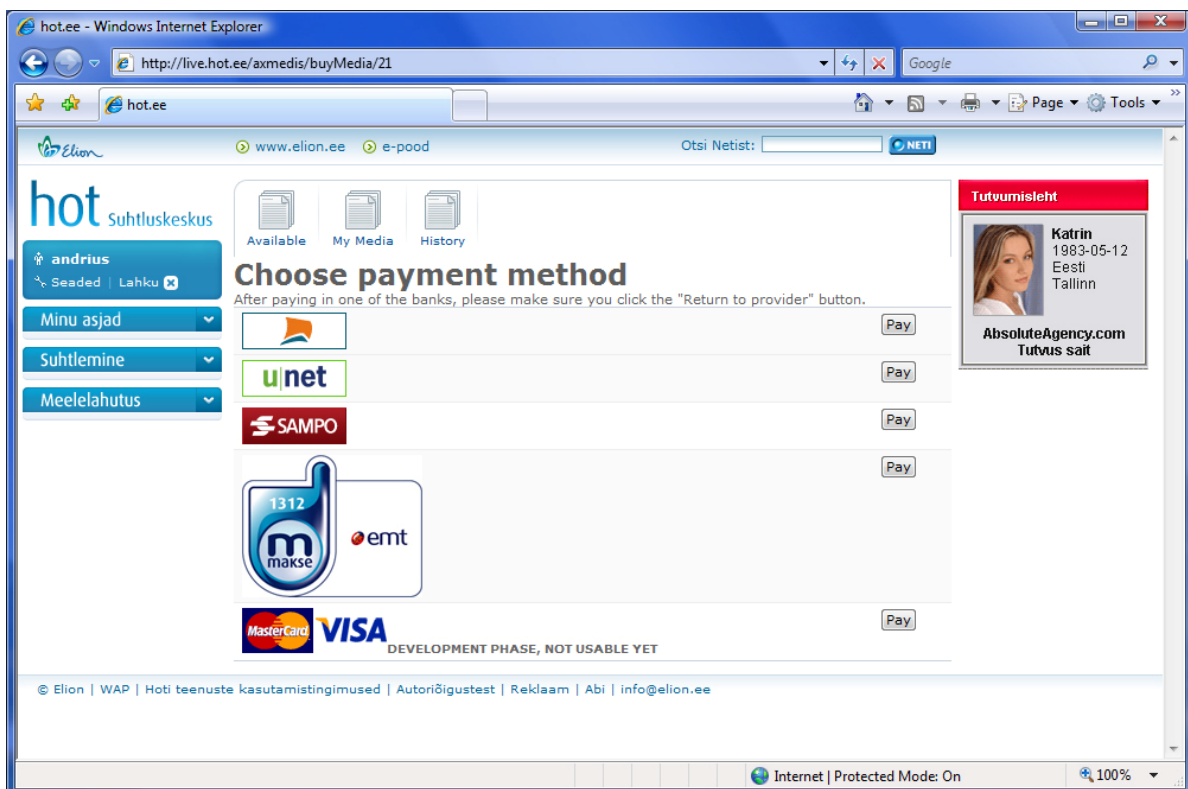 hot.ee - Windows Internet Explorer
http://live.hot.ee/axmedis/buyMedia/21
Google
hot.ee
Page
Tools
Elion
www.elion.ee
e-pood
Otsi Netist:
NETI
hot Suhtluskeskus
andrius
Seaded | Lahku
Minu asjad
Suhtlemine
Meelelahutus
Available
My Media
History
Choose payment method
After paying in one of the banks, please make sure you click the "Return to provider" button.
Pay
u|net
Pay
SAMPO
Pay
1312
m
makse
emt
Pay
MasterCard VISA
DEVELOPMENT PHASE, NOT USABLE YET
Pay
Tutvumisleht
Katrin
1983-05-12
Eesti
Tallinn
AbsoluteAgency.com
Tutvus sait
© Elion | WAP | Hoti teenuste kasutamistingimused | Autoriõigustest | Reklaam | Abi | info@elion.ee
Internet | Protected Mode: On
100%